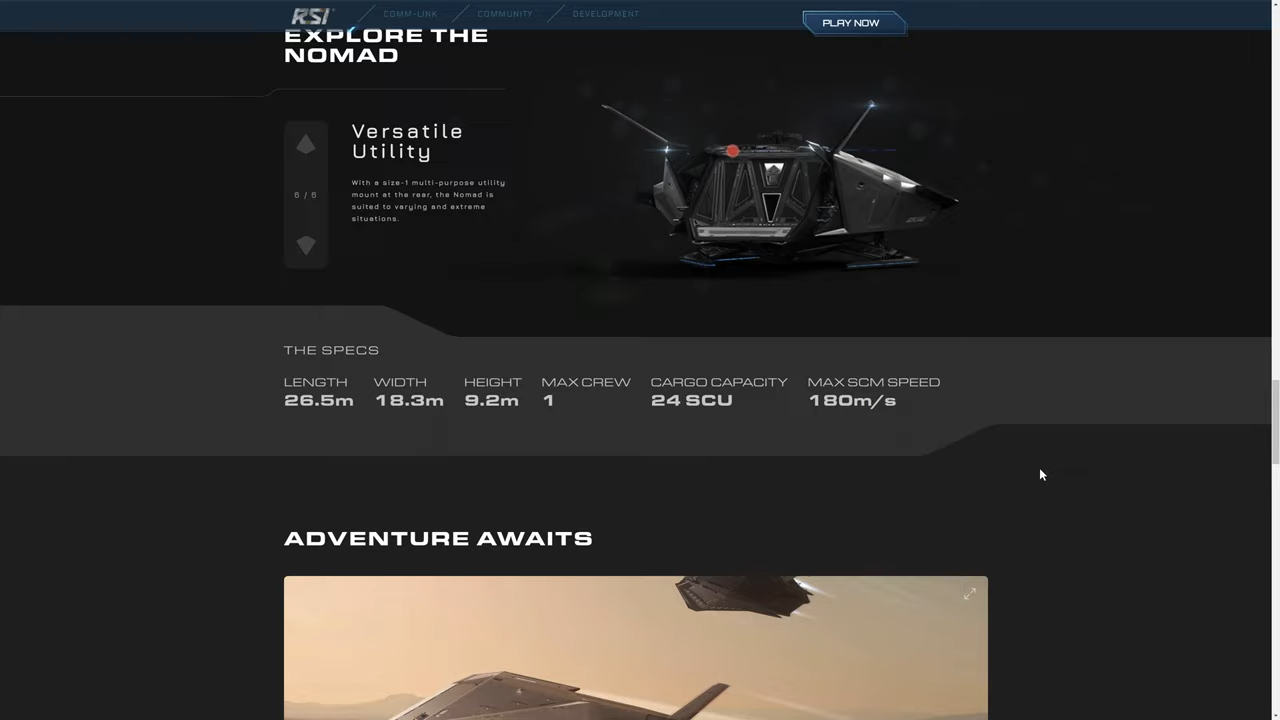 RSI
COMM-LINK
COMMUNITY
DEVELOPMENT
PLAY NOW
EXPLORE THE
NOMAD
Versatile
Utility
6 / 6
With a size-1 multi-purpose utility
mount at the rear, the Nomad is
suited to varying and extreme
situations.
THE SPECS
LENGTH
26.5m
WIDTH
18.3m
HEIGHT
9.2m
MAX CREW
1
CARGO CAPACITY
24 SCU
MAX SCM SPEED
180m/s
ADVENTURE AWAITS